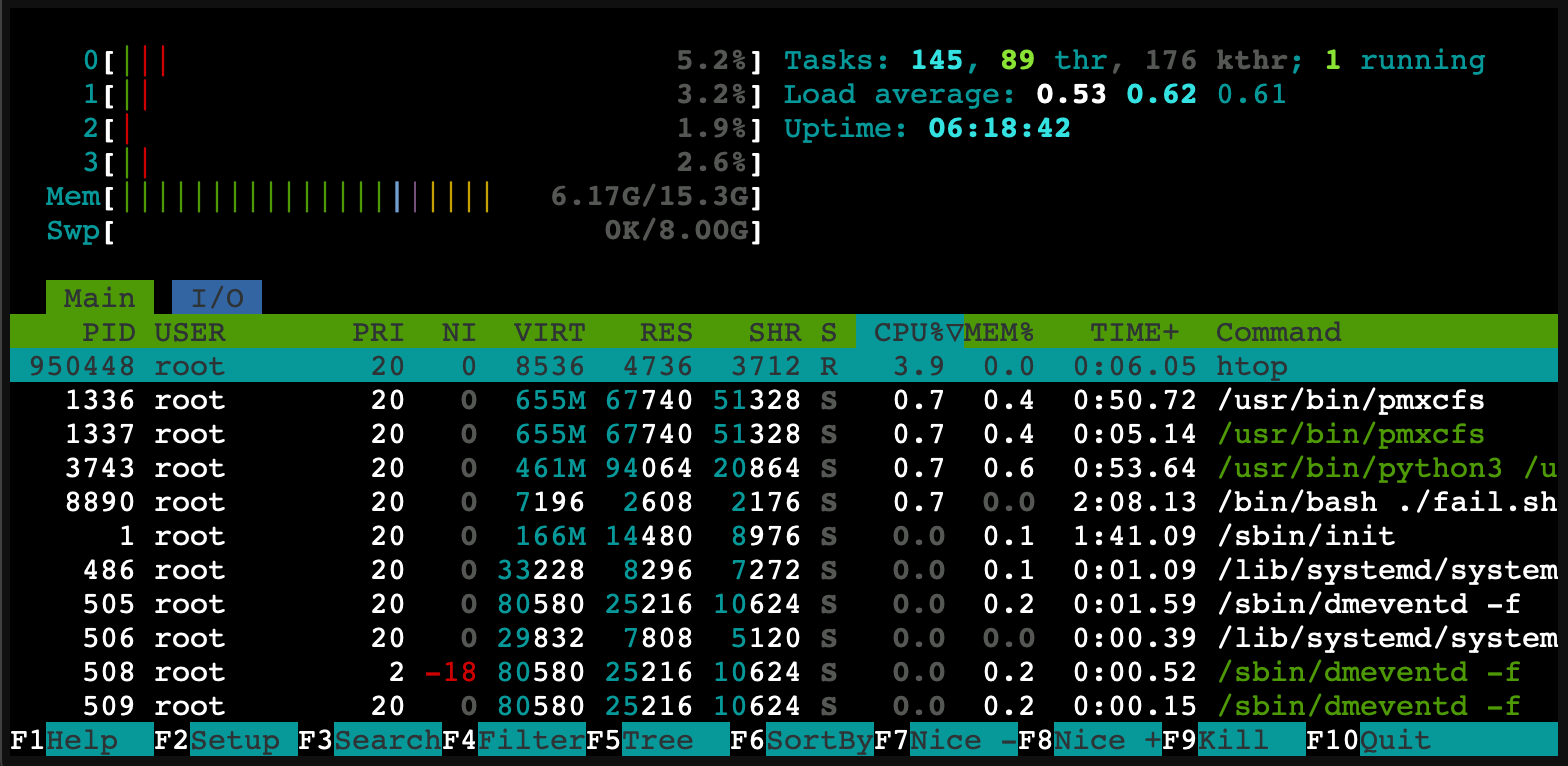 0[||| 5.2%] Tasks: 145, 89 thr, 176 kthr; 1 running
1[|| 3.2%] Load average: 0.53 0.62 0.61
2[| 1.9%] Uptime: 06:18:42
3[|| 2.6%]
Mem[||||||||||||||||||||| 6.17G/15.3G]
Swp[ 0K/8.00G]
Main I/O
PID USER PRI NI VIRT RES SHR S CPU%▽MEM% TIME+ Command
950448 root 20 0 8536 4736 3712 R 3.9 0.0 0:06.05 htop
1336 root 20 0 655M 67740 51328 S 0.7 0.4 0:50.72 /usr/bin/pmxcfs
1337 root 20 0 655M 67740 51328 S 0.7 0.4 0:05.14 /usr/bin/pmxcfs
3743 root 20 0 461M 94064 20864 S 0.7 0.6 0:53.64 /usr/bin/python3 /u
8890 root 20 0 7196 2608 2176 S 0.7 0.0 2:08.13 /bin/bash ./fail.sh
1 root 20 0 166M 14480 8976 S 0.0 0.1 1:41.09 /sbin/init
486 root 20 0 33228 8296 7272 S 0.0 0.1 0:01.09 /lib/systemd/system
505 root 20 0 80580 25216 10624 S 0.0 0.2 0:01.59 /sbin/dmeventd -f
506 root 20 0 29832 7808 5120 S 0.0 0.0 0:00.39 /lib/systemd/system
508 root 2 -18 80580 25216 10624 S 0.0 0.2 0:00.52 /sbin/dmeventd -f
509 root 20 0 80580 25216 10624 S 0.0 0.2 0:00.15 /sbin/dmeventd -f
F1Help F2Setup F3SearchF4FilterF5Tree F6SortByF7Nice -F8Nice +F9Kill F10Quit